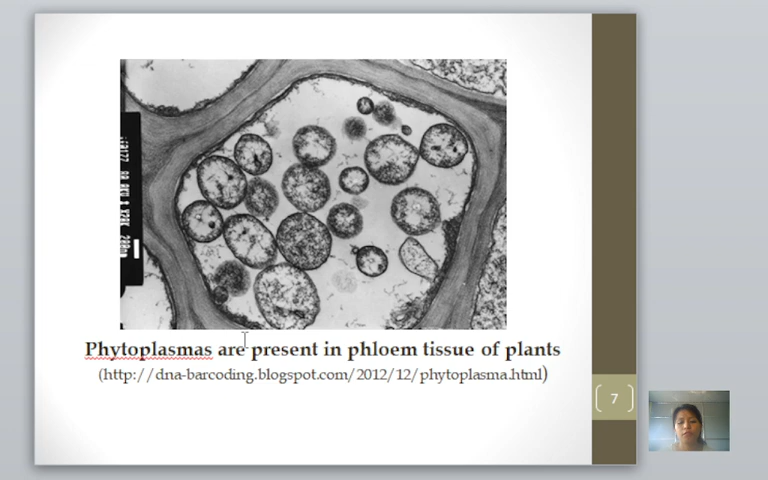 Phytoplasmas are present in phloem tissue of plants
(http://dna-barcoding.blogspot.com/2012/12/phytoplasma.html)
7